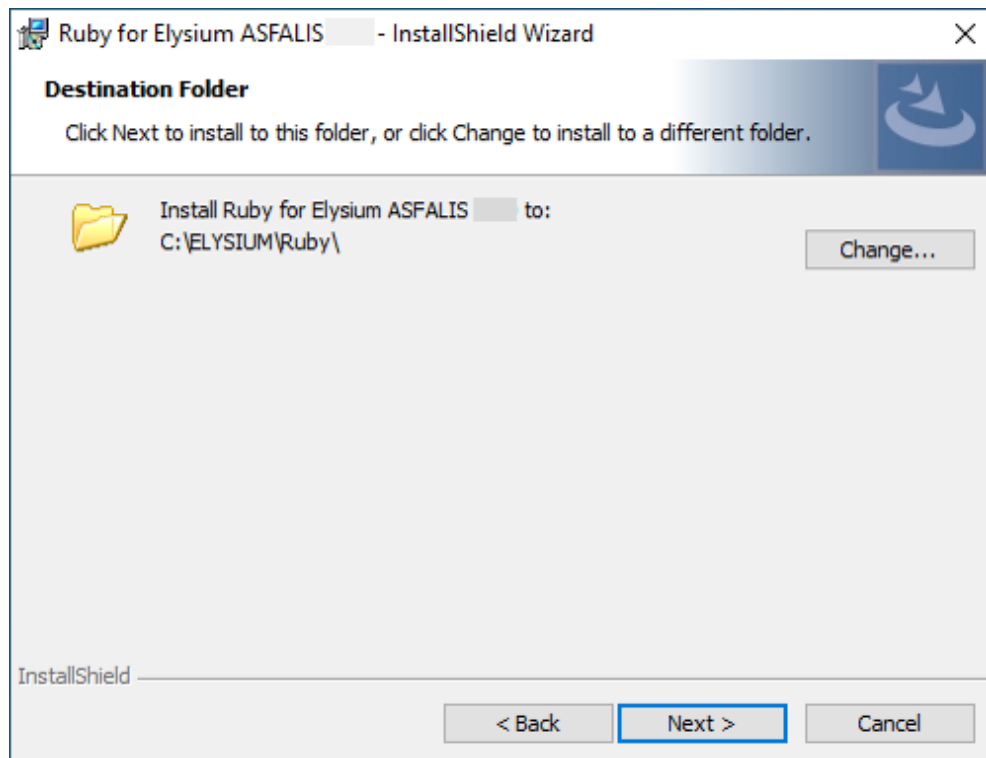 Ruby for Elysium ASFALIS - InstallShield Wizard
Destination Folder
Click Next to install to this folder, or click Change to install to a different folder.
Install Ruby for Elysium ASFALIS to:
C:\ELYSIUM\Ruby\
Change...
InstallShield
< Back
Next >
Cancel